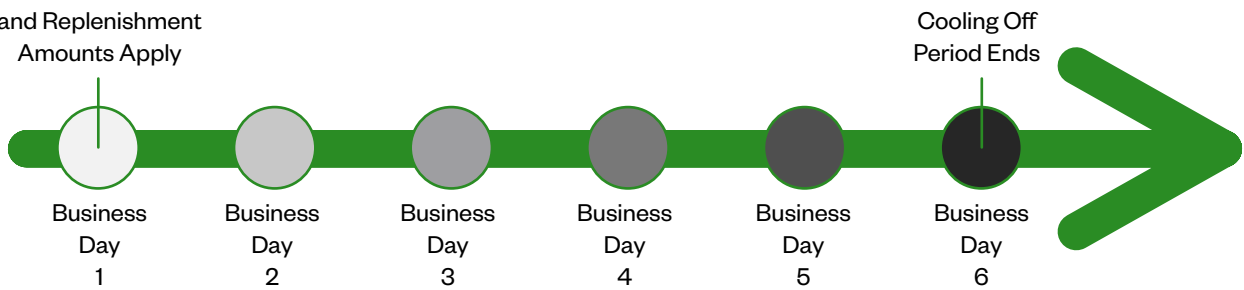 and Replenishment
Amounts Apply
Cooling Off
Period Ends
Business
Day
1
Business
Day
2
Business
Day
3
Business
Day
4
Business
Day
5
Business
Day
6